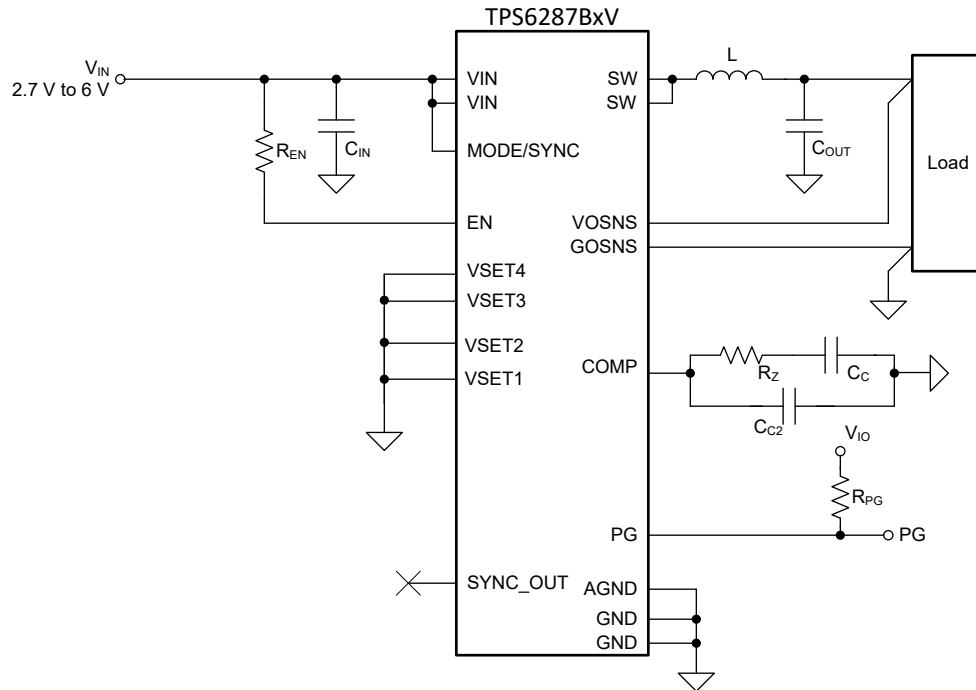 TPS6287BxV
VIN
2.7 V to 6 V
REN
CIN
VIN
VIN
MODE/SYNC
EN
VSET4
VSET3
VSET2
VSET1
SYNC_OUT
SW
SW
VOSNS
GOSNS
COMP
PG
AGND
GND
GND
L
COUT
Load
RZ
CC
CC2
VIO
RPG
PG